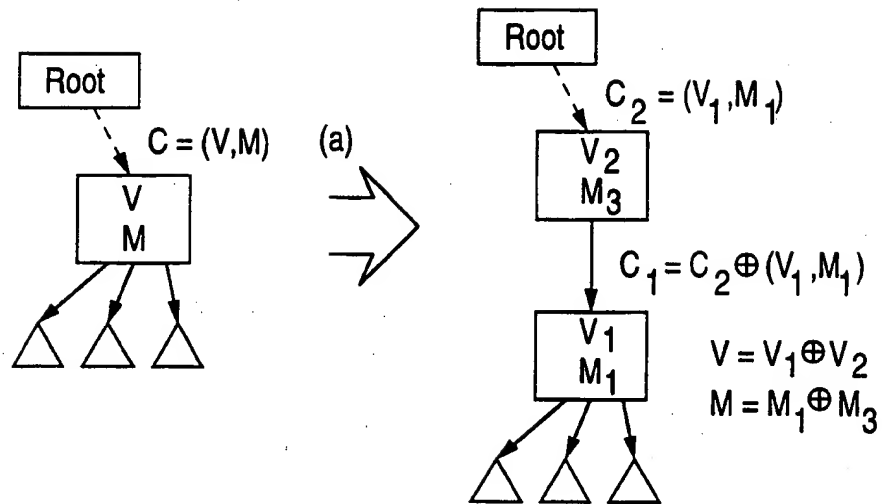 Root
C = (V,M)
V
M
(a)
Root
C₂ = (V₁,M₁)
V₂
M₃
C₁ = C₂ ⊕ (V₁,M₁)
V₁
M₁
V = V₁ ⊕ V₂
M = M₁ ⊕ M₃